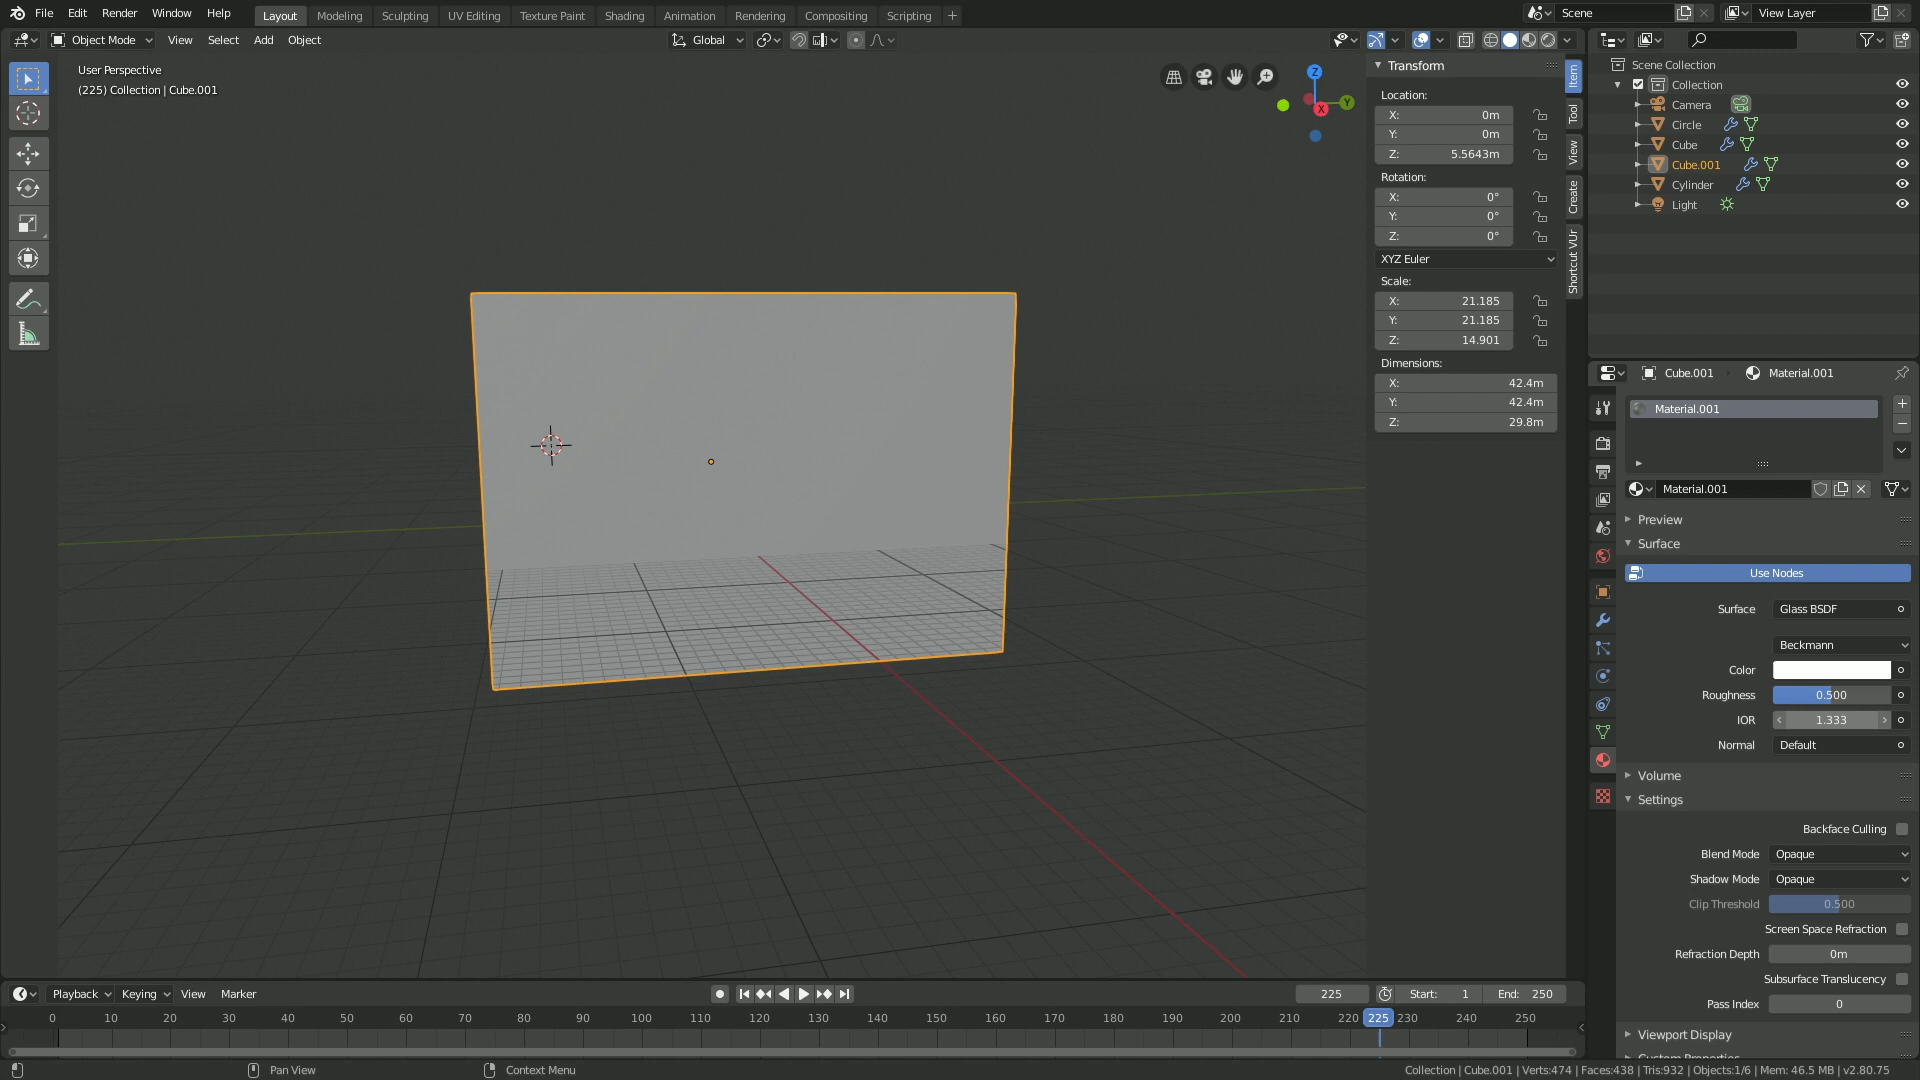 File Edit Render Window Help Layout Modeling Sculpting UV Editing Texture Paint Shading Animation Rendering Compositing Scripting + Scene View Layer
Object Mode View Select Add Object Global
User Perspective
(225) Collection | Cube.001
Z
Y
X
Transform
Location:
X: 0m
Y: 0m
Z: 5.5643m
Rotation:
X: 0°
Y: 0°
Z: 0°
XYZ Euler
Scale:
X: 21.185
Y: 21.185
Z: 14.901
Dimensions:
X: 42.4m
Y: 42.4m
Z: 29.8m
Item
Tool
View
Create
Shortcut VUr
Scene Collection
Collection
Camera
Circle
Cube
Cube.001
Cylinder
Light
Cube.001 Material.001
Material.001
Material.001
Preview
Surface
Use Nodes
Surface Glass BSDF
Beckmann
Color
Roughness 0.500
IOR 1.333
Normal Default
Volume
Settings
Backface Culling
Blend Mode Opaque
Shadow Mode Opaque
Clip Threshold 0.500
Screen Space Refraction
Refraction Depth 0m
Subsurface Translucency
Pass Index 0
Viewport Display
Custom Properties
Playback Keying View Marker 225 Start: 1 End: 250
0 10 20 30 40 50 60 70 80 90 100 110 120 130 140 150 160 170 180 190 200 210 220 225 230 240 250
Pan View Context Menu Collection | Cube.001 | Verts:474 | Faces:438 | Tris:932 | Objects:1/6 | Mem: 46.5 MB | v2.80.75